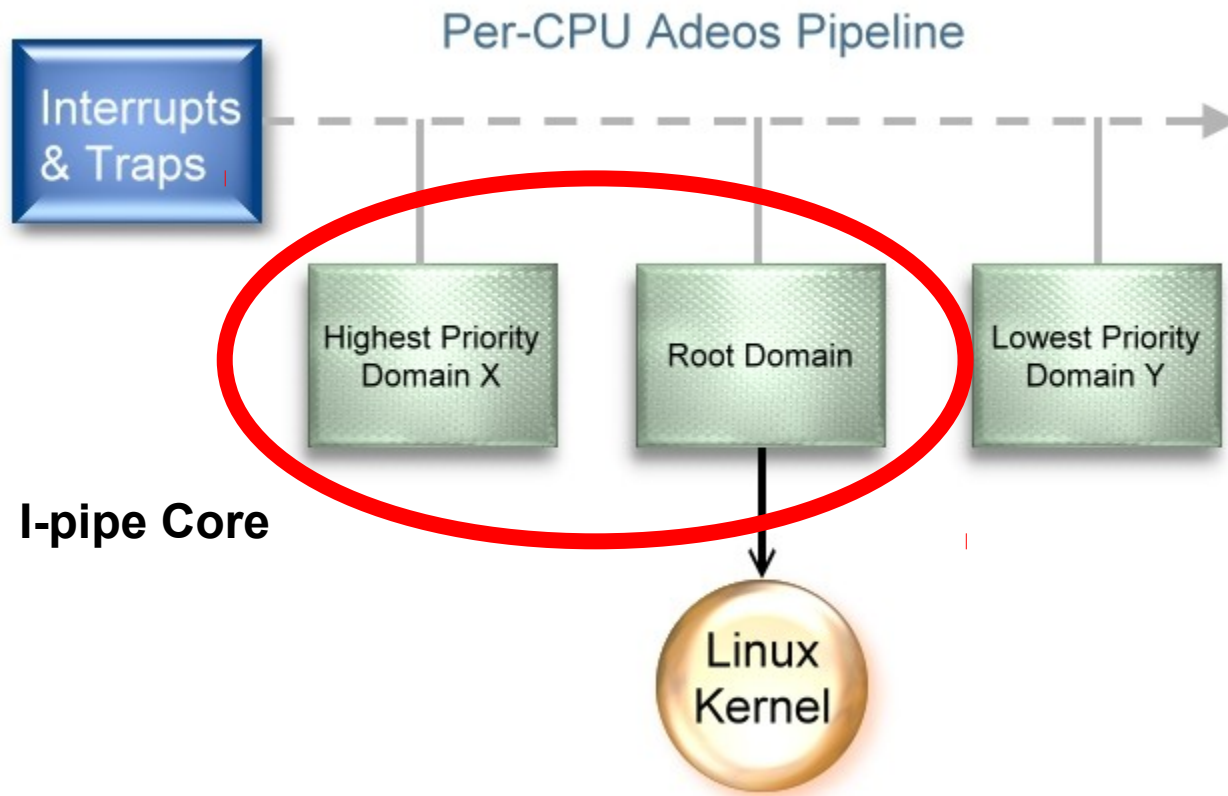 Per-CPU Adeos Pipeline
Interrupts
& Traps
Highest Priority
Domain X
Root Domain
Lowest Priority
Domain Y
I-pipe Core
Linux
Kernel